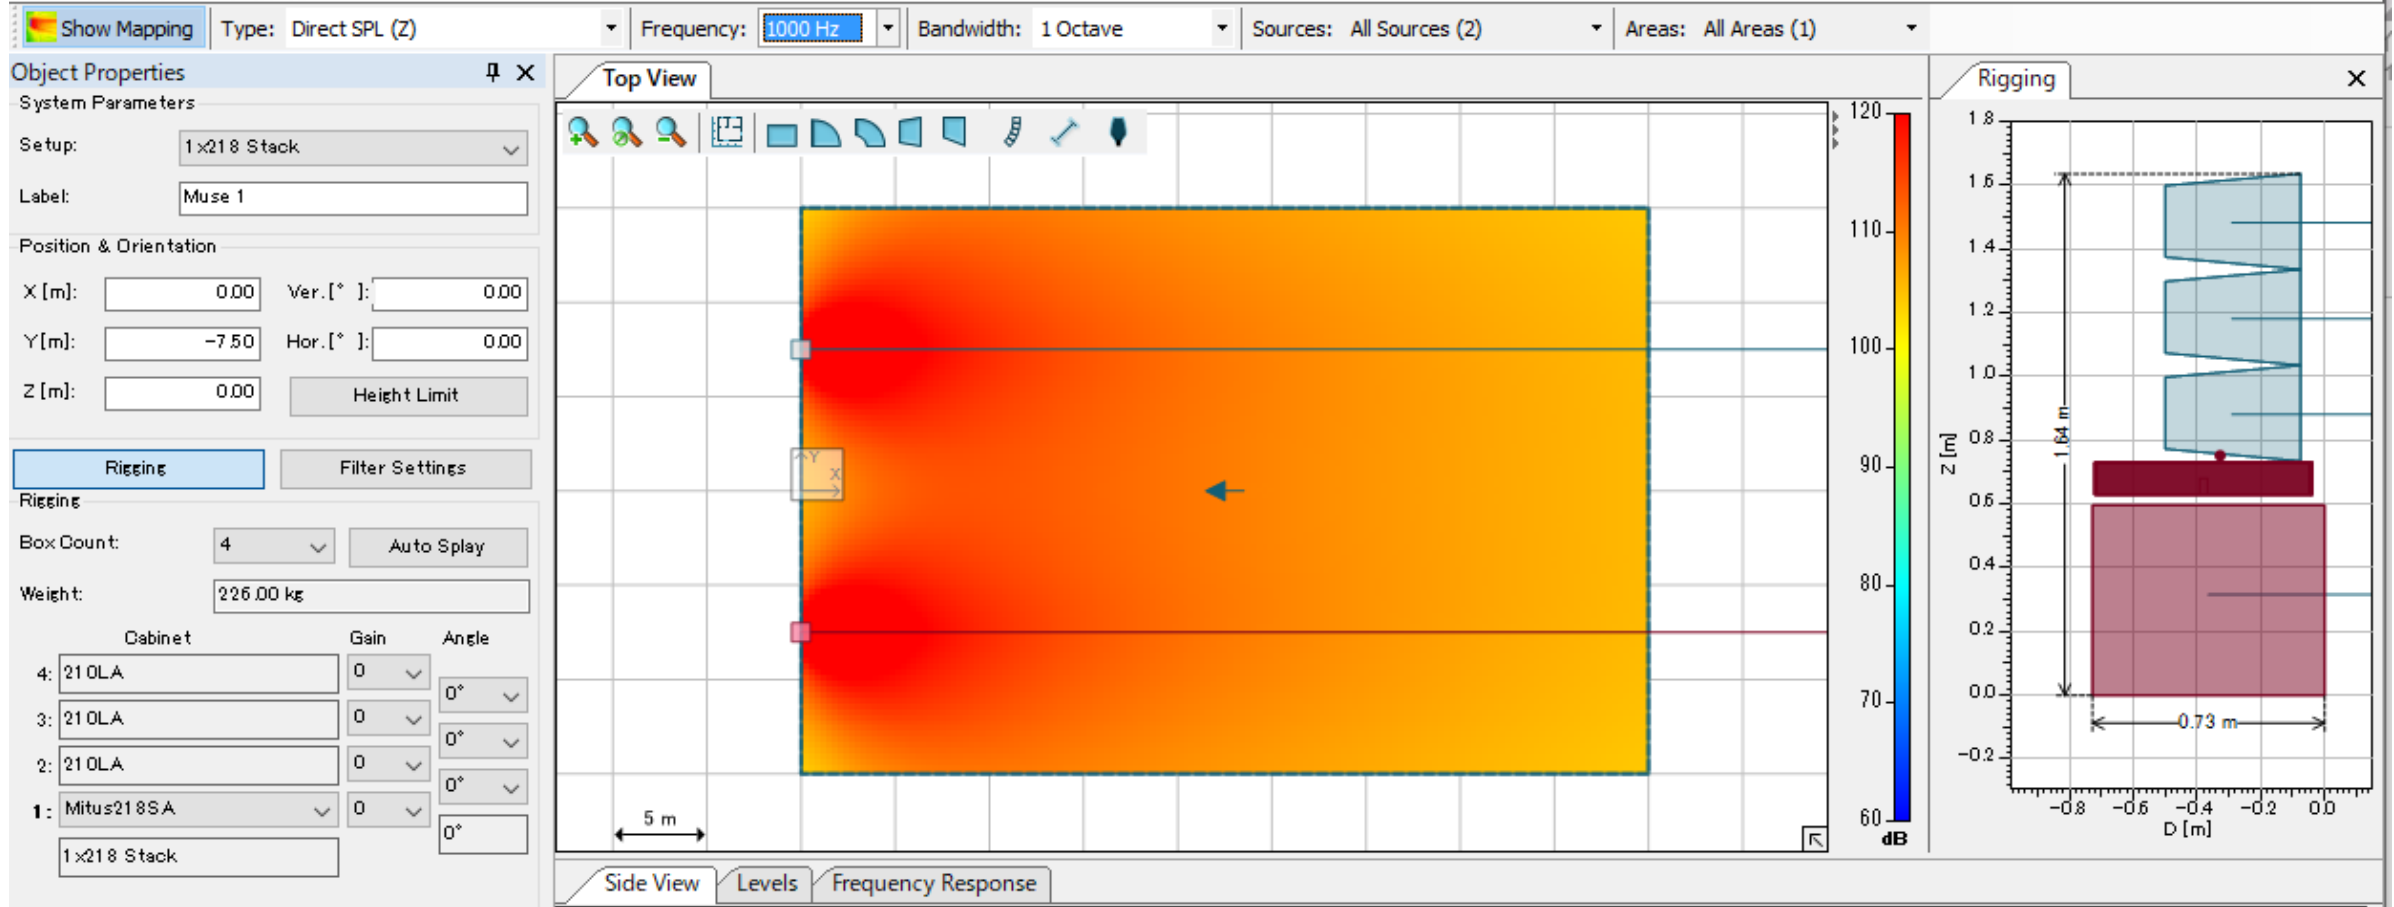 Show Mapping Type: Direct SPL (Z) Frequency: 1000 Hz Bandwidth: 1 Octave Sources: All Sources (2) Areas: All Areas (1)
Object Properties
System Parameters
Setup: 1x218 Stack
Label: Muse 1
Position & Orientation
X [m]: 0.00 Ver.[° ]: 0.00
Y[m]: -7.50 Hor.[° ]: 0.00
Z [m]: 0.00 Height Limit
Rigging Filter Settings
Rigging
Box Count: 4 Auto Splay
Weight: 226.00 kg
Cabinet Gain Angle
4: 210LA 0
0°
3: 210LA 0
0°
2: 210LA 0
0°
1: Mitus218SA 0
0°
1x218 Stack
Top View
Y
X
5 m
120
110
100
90
80
70
60
dB
Side View Levels Frequency Response
Rigging
1.8
1.6
1.4
1.2
1.0
0.8
0.6
0.4
0.2
0.0
-0.2
Z [m]
1.64 m
0.73 m
-0.8 -0.6 -0.4 -0.2 0.0
D [m]